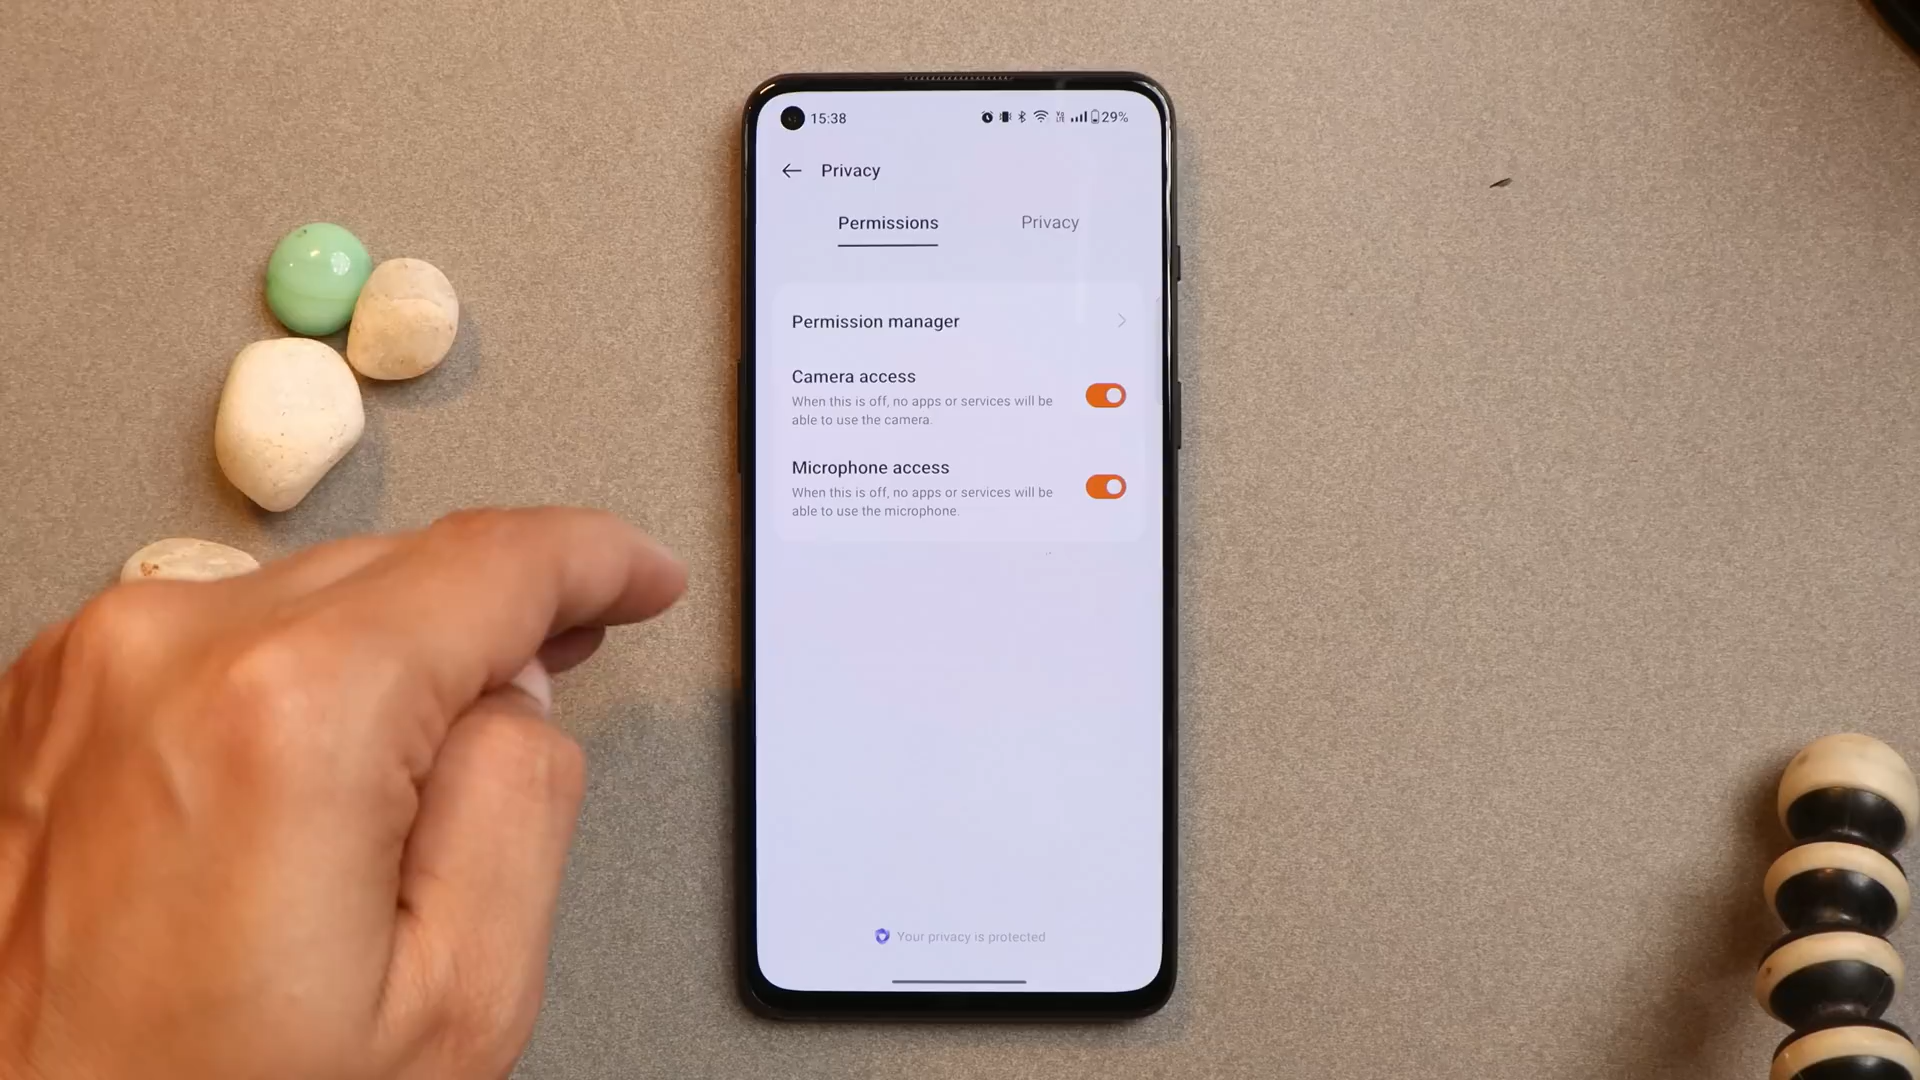 15:38
Vo
LTE
29%
Privacy
Permissions
Privacy
Permission manager
Camera access
When this is off, no apps or services will be
able to use the camera.
Microphone access
When this is off, no apps or services will be
able to use the microphone.
Your privacy is protected